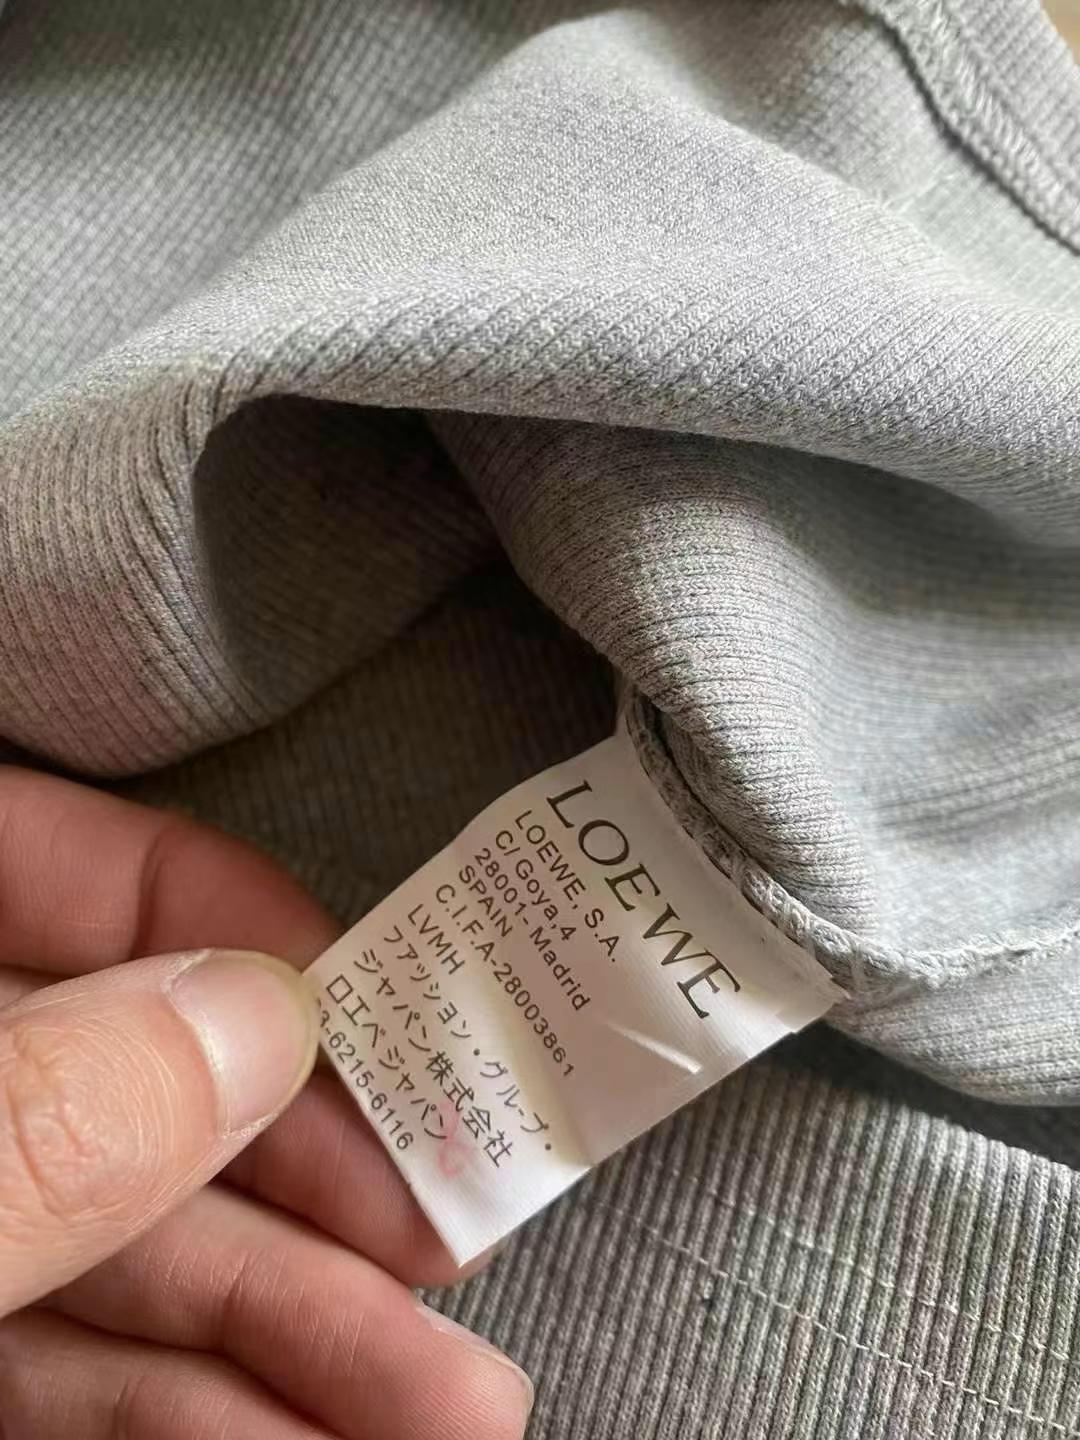 LOEWE
LOEWE, S.A.
C/Goya,4
28001-Madrid
SPAIN
C.I.F.A-28003861
LVMH
ファッション・グループ・
ジャパン株式会社
ロエベジャパン
3-6215-6116